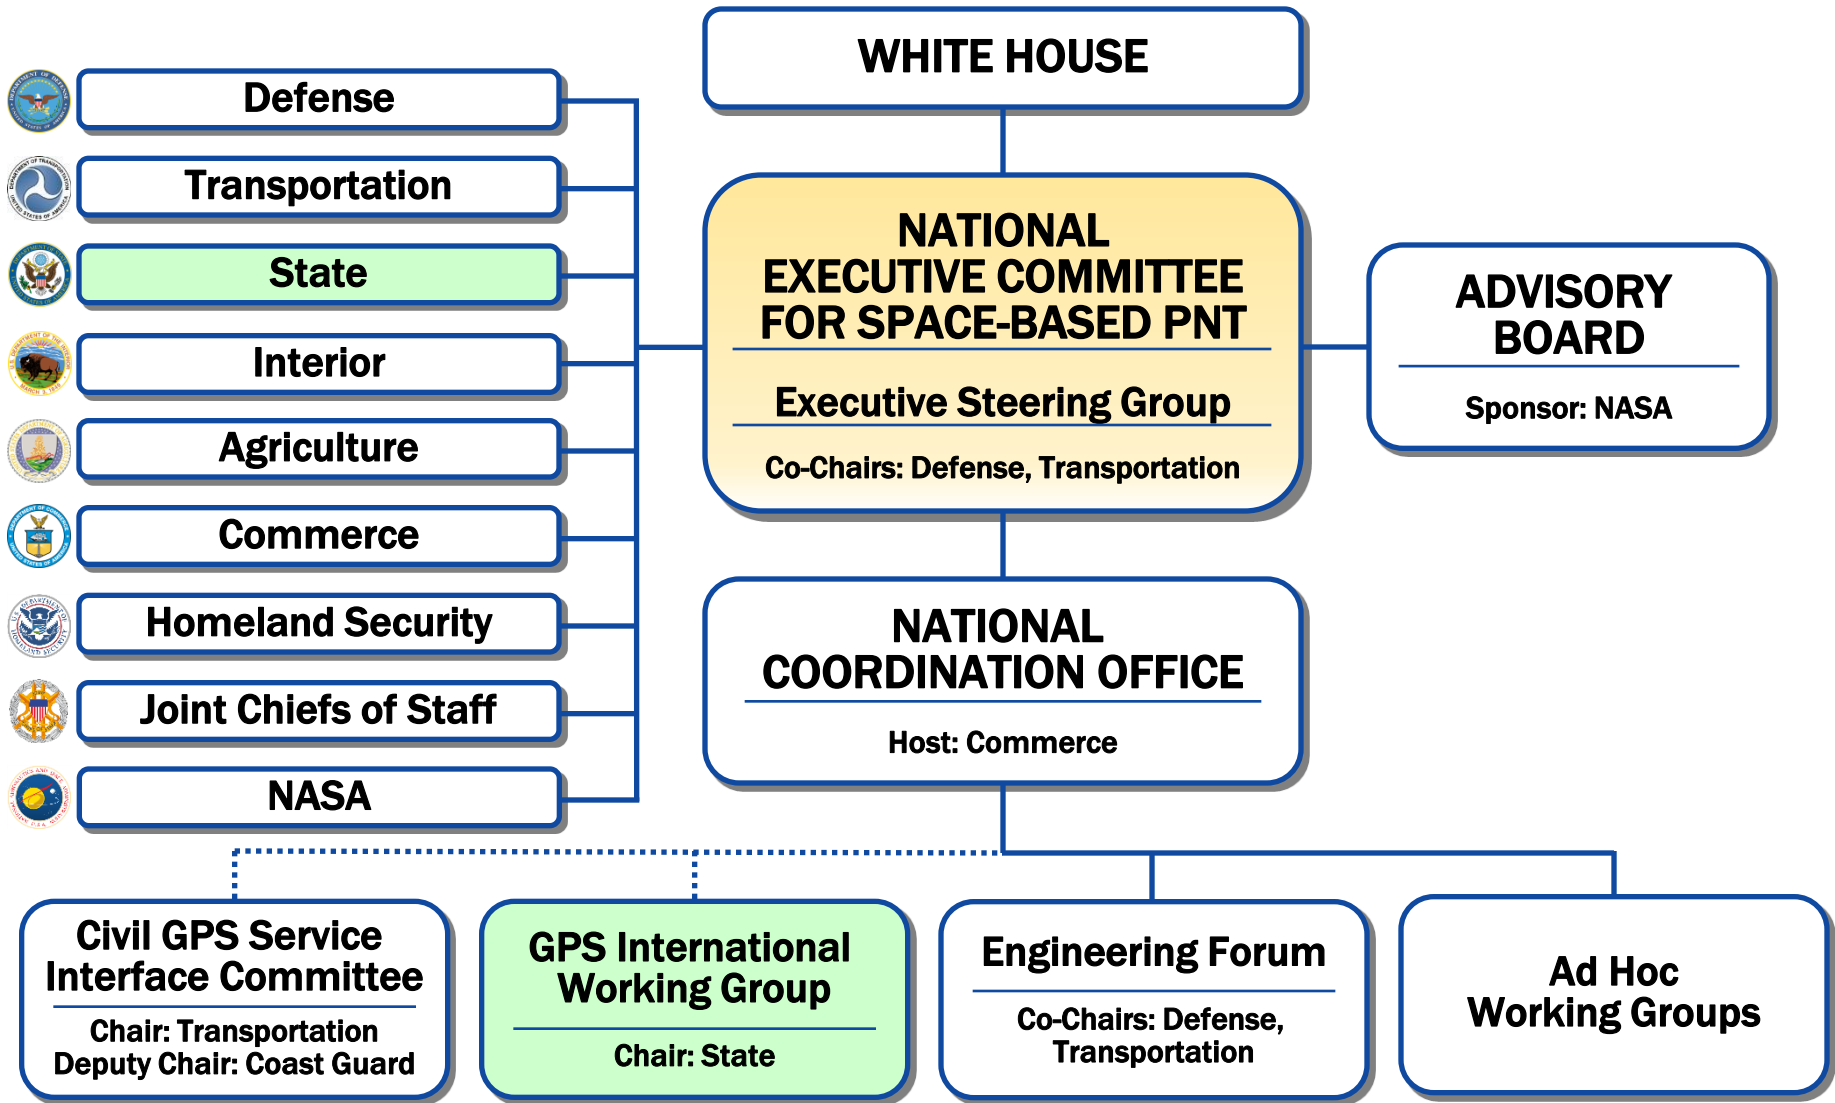 WHITE HOUSE
Defense
Transportation
State
Interior
Agriculture
Commerce
Homeland Security
Joint Chiefs of Staff
NASA
NATIONAL
EXECUTIVE COMMITTEE
FOR SPACE-BASED PNT
Executive Steering Group
Co-Chairs: Defense, Transportation
ADVISORY
BOARD
Sponsor: NASA
NATIONAL
COORDINATION OFFICE
Host: Commerce
Civil GPS Service
Interface Committee
Chair: Transportation
Deputy Chair: Coast Guard
GPS International
Working Group
Chair: State
Engineering Forum
Co-Chairs: Defense,
Transportation
Ad Hoc
Working Groups